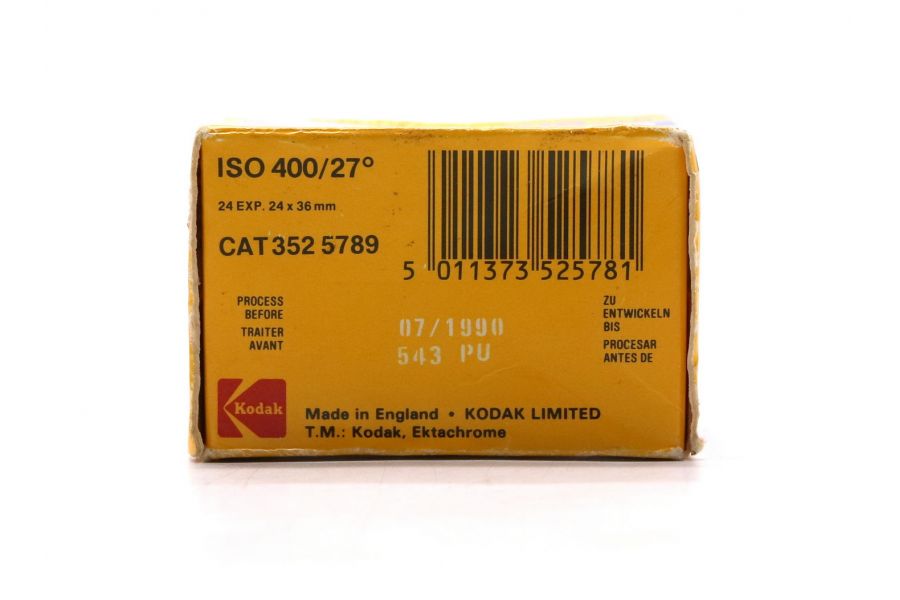 ISO 400/27°
24 EXP. 24 x 36 mm
CAT 352 5789
5 011373 525781
PROCESS
BEFORE
TRAITER
AVANT
07/1990
543 PU
ZU
ENTWICKELN
BIS
PROCESAR
ANTES DE
Kodak
Made in England • KODAK LIMITED
T.M.: Kodak, Ektachrome